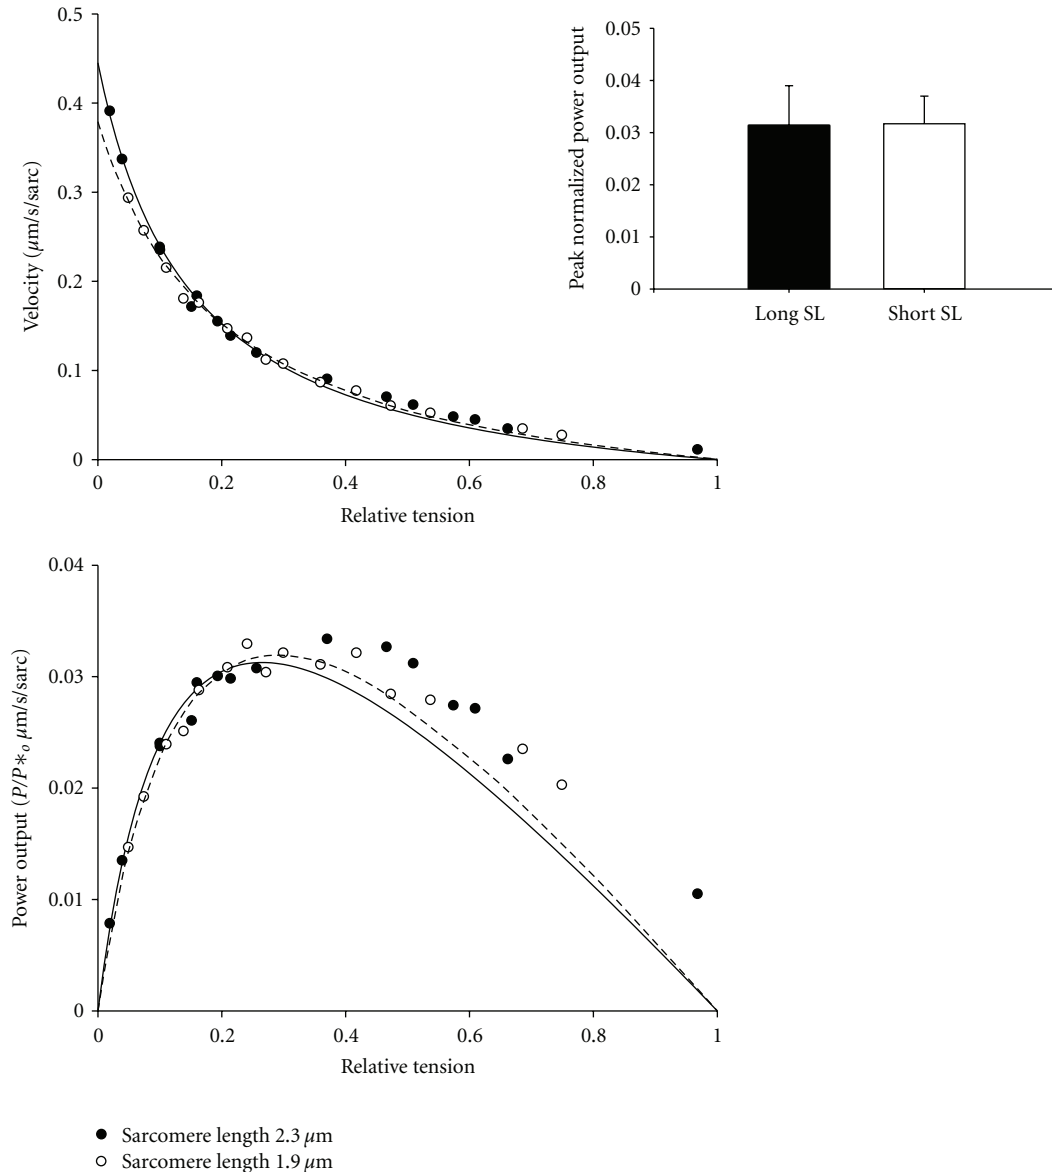 0.5
0.4
0.3
0.2
0.1
0
Velocity (μm/s/sarc)
0 0.2 0.4 0.6 0.8 1
Relative tension
0.05
0.04
0.03
0.02
0.01
0
Peak normalized power output
Long SL Short SL
0.04
0.03
0.02
0.01
0
Power output (P/P*ₒ μm/s/sarc)
0 0.2 0.4 0.6 0.8 1
Relative tension
Sarcomere length 2.3 μm
Sarcomere length 1.9 μm